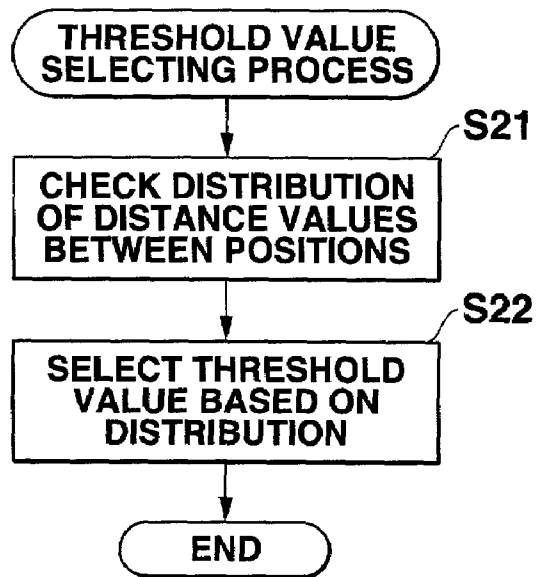 THRESHOLD VALUE
SELECTING PROCESS
S21
CHECK DISTRIBUTION
OF DISTANCE VALUES
BETWEEN POSITIONS
S22
SELECT THRESHOLD
VALUE BASED ON
DISTRIBUTION
END